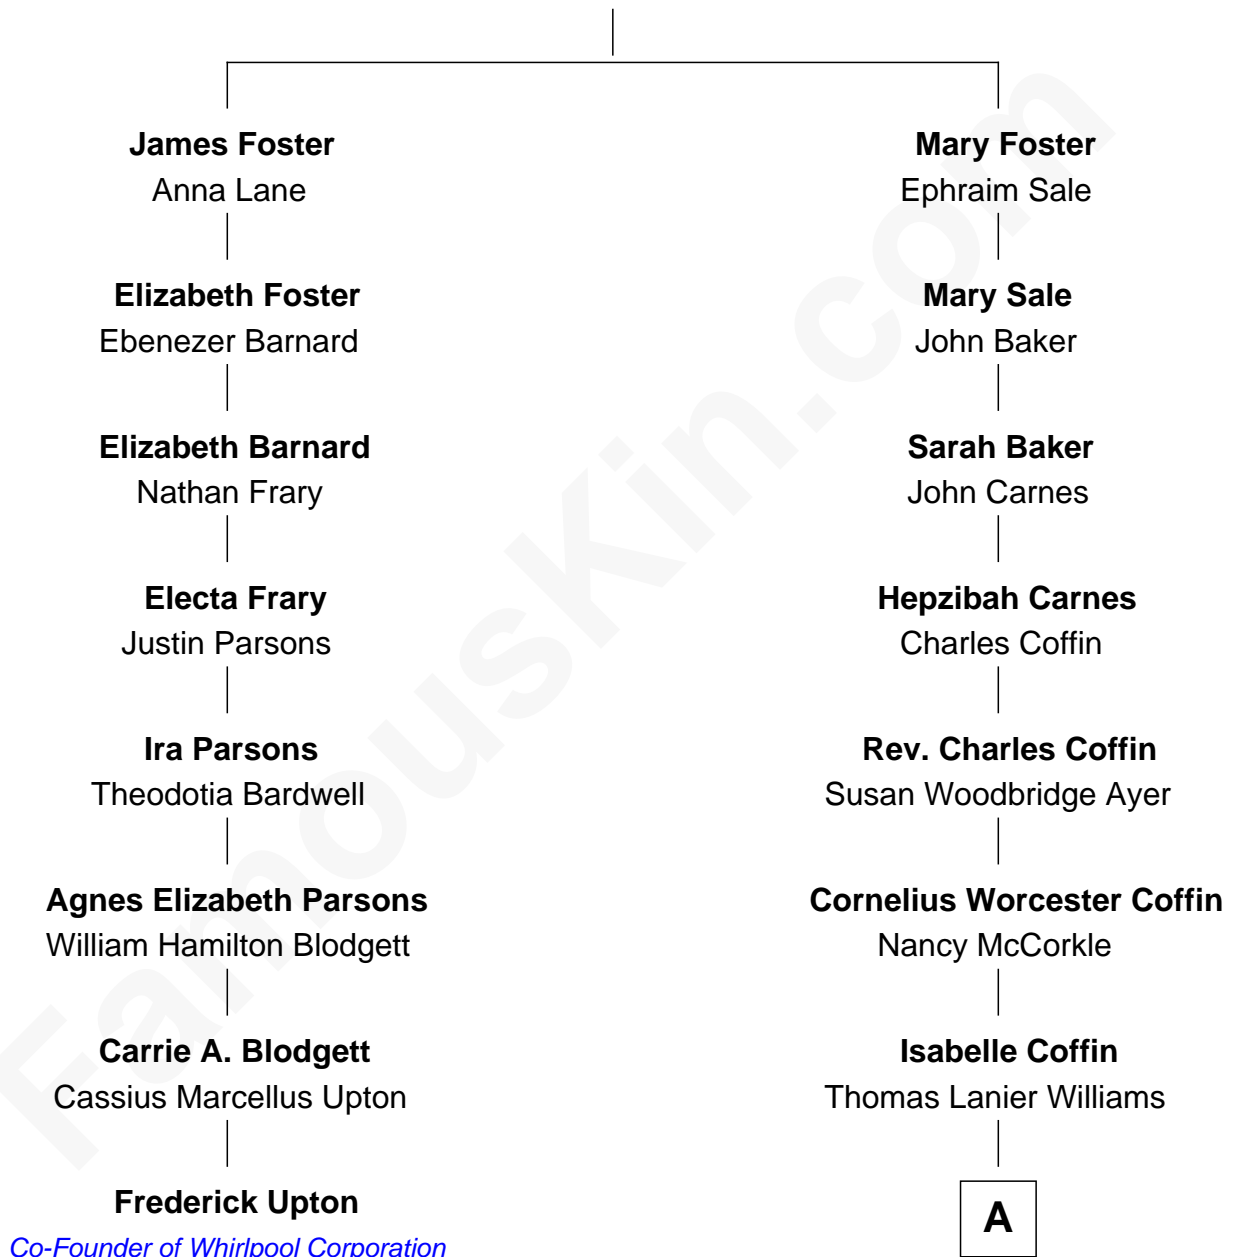 James Foster
Anna Lane
Mary Foster
Ephraim Sale
Elizabeth Foster
Ebenezer Barnard
Mary Sale
John Baker
Elizabeth Barnard
Nathan Frary
Sarah Baker
John Carnes
Electa Frary
Justin Parsons
Hepzibah Carnes
Charles Coffin
Ira Parsons
Theodotia Bardwell
Rev. Charles Coffin
Susan Woodbridge Ayer
Agnes Elizabeth Parsons
William Hamilton Blodgett
Cornelius Worcester Coffin
Nancy McCorkle
Carrie A. Blodgett
Cassius Marcellus Upton
Isabelle Coffin
Thomas Lanier Williams
Frederick Upton
Co-Founder of Whirlpool Corporation
A
FamousKin.com